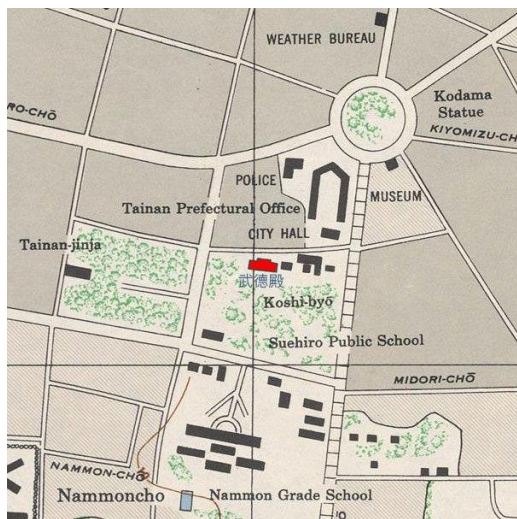 WEATHER BUREAU
Kodama
Statue
RO-CHŌ
KIYOMIZU-CH
POLICE
MUSEUM
Tainan Prefectural Office
CITY HALL
Tainan-jinja
武德殿
Koshi-byō
Suehiro Public School
MIDORI-CHŌ
NAMMON-CHŌ
Nammoncho
Nammon Grade School